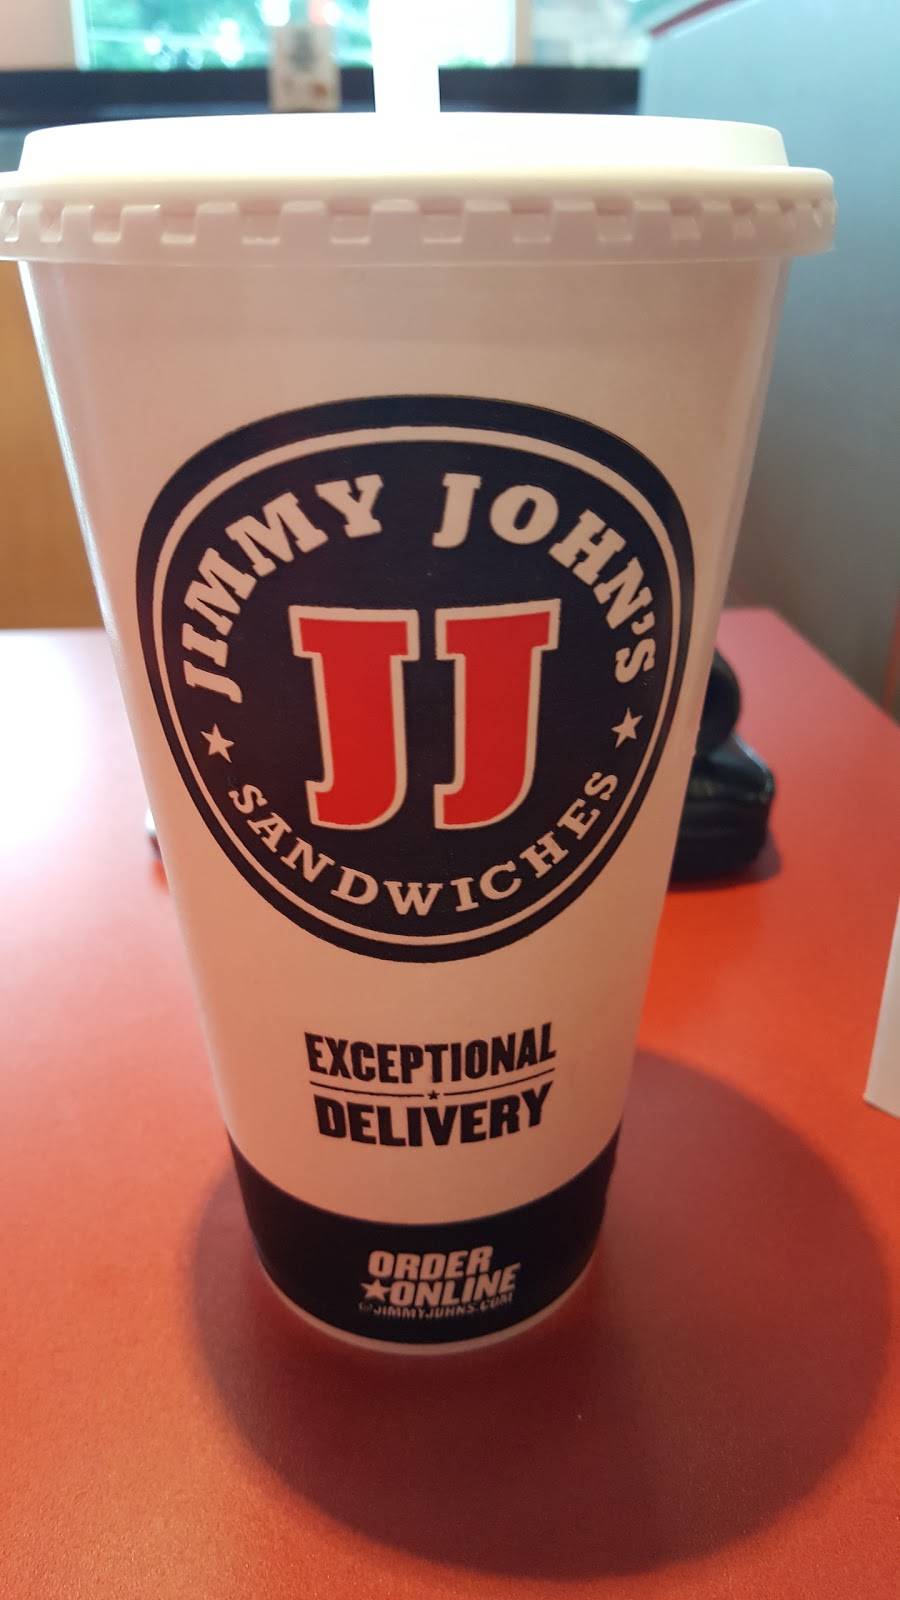 JIMMY JOHN'S
JJ
★ SANDWICHES ★
EXCEPTIONAL
★
DELIVERY
ORDER
★ONLINE
@JIMMYJOHNS.COM